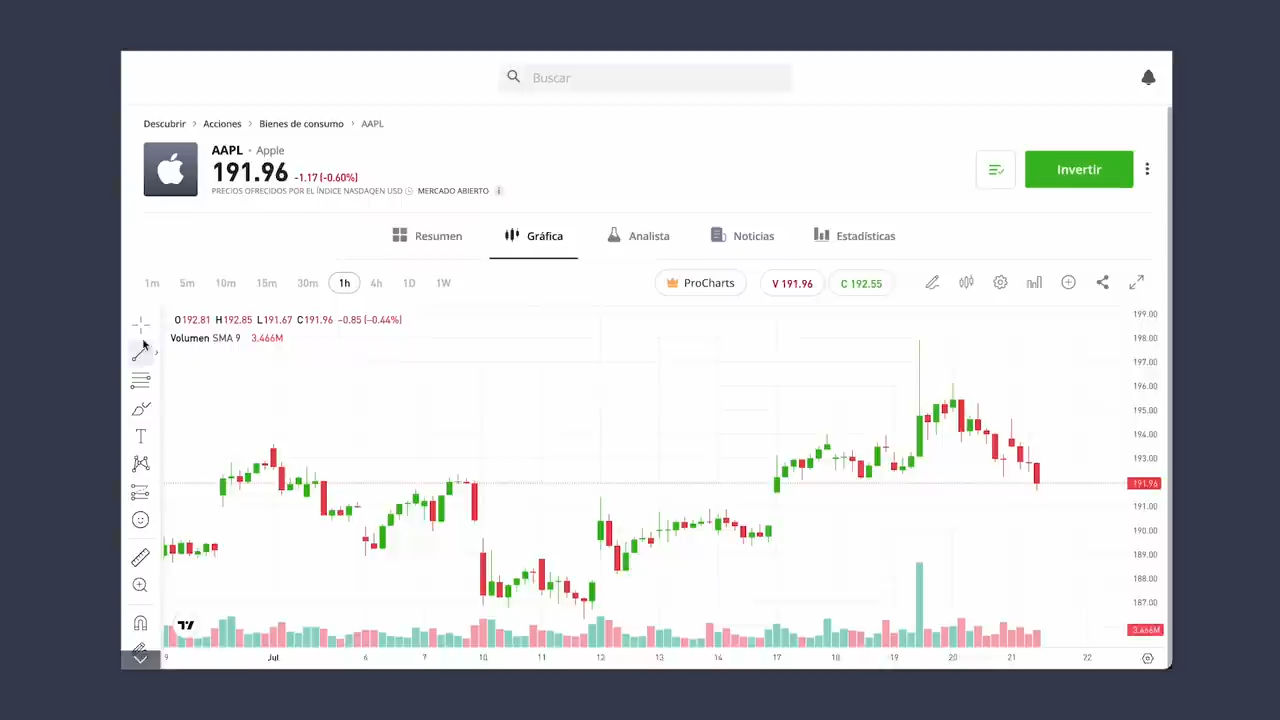 Buscar
Descubrir > Acciones > Bienes de consumo > AAPL
AAPL · Apple
191.96 -1.17 (-0.60%)
PRECIOS OFRECIDOS POR EL ÍNDICE NASDAQEN USD MERCADO ABIERTO
Invertir
Resumen Gráfica Analista Noticias Estadísticas
1m 5m 10m 15m 30m 1h 4h 1D 1W ProCharts V 191.96 C 192.55
O192.81 H192.85 L191.67 C191.96 −0.85 (−0.44%)
Volumen SMA 9 3.466M
199.00
198.00
197.00
196.00
195.00
194.00
193.00
191.96
191.00
190.00
189.00
188.00
187.00
3.466M
9 Jul 6 7 10 11 12 13 14 17 18 19 20 21 22